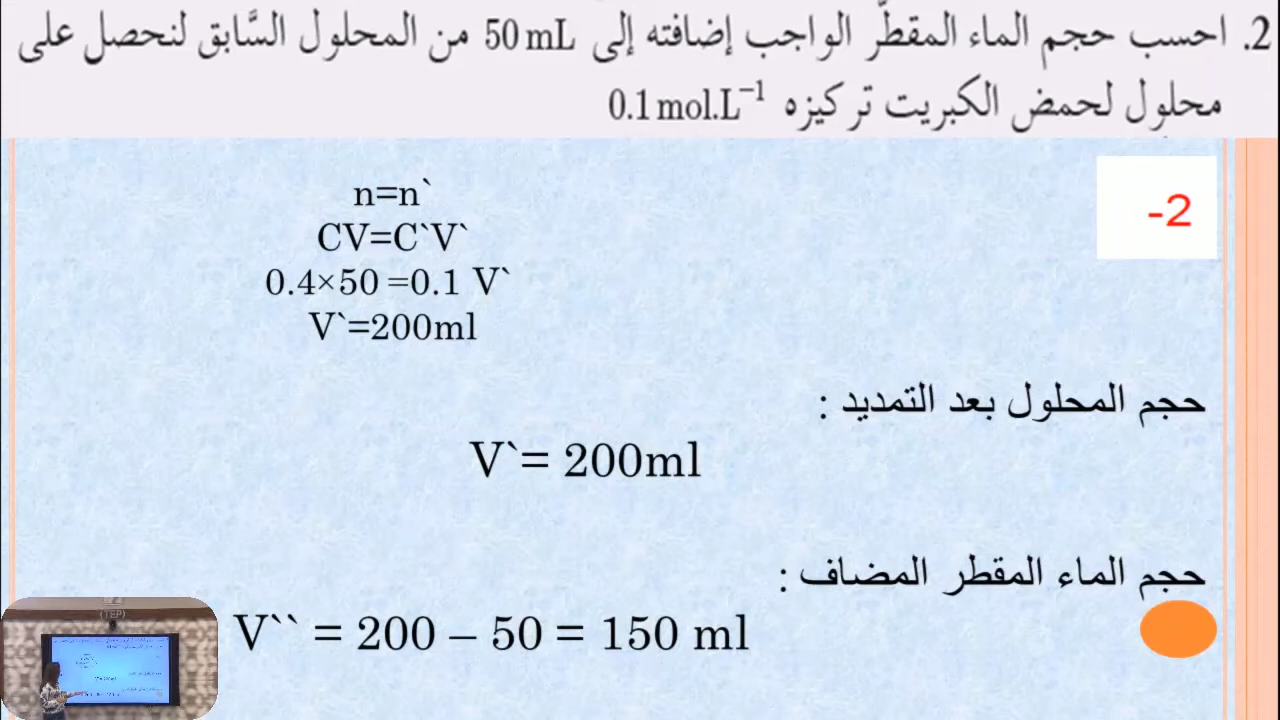 2. احسب حجم الماء المقطَّر الواجب إضافته إلى 50 mL من المحلول السَّابق لنحصل على
محلول لحمض الكبريت تركيزه 0.1 mol.L⁻¹
-2
n=n`
CV=C`V`
0.4×50 =0.1 V`
V`=200ml
حجم المحلول بعد التمديد :
V`= 200ml
حجم الماء المقطر المضاف :
V`` = 200 – 50 = 150 ml
(TEP)